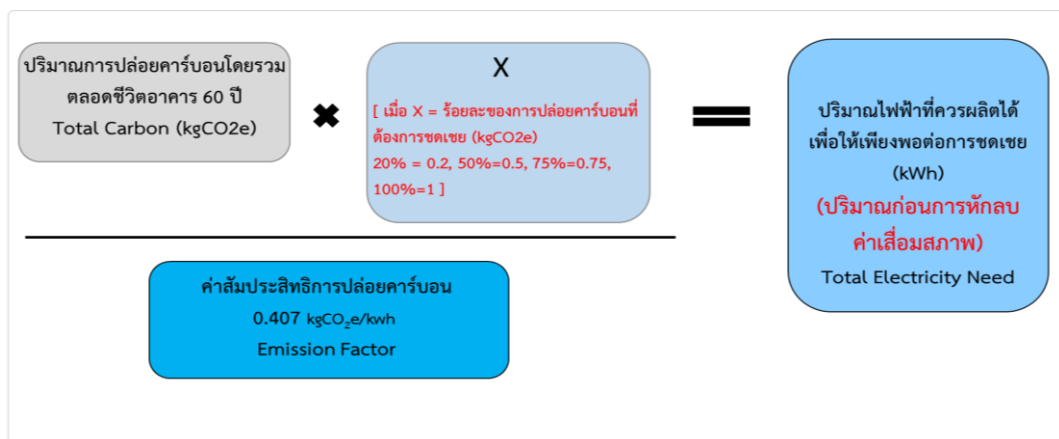 ปริมาณการปล่อยคาร์บอนโดยรวม
ตลอดชีวิตอาคาร 60 ปี
Total Carbon (kgCO2e)
X
[ เมื่อ X = ร้อยละของการปล่อยคาร์บอนที่
ต้องการชดเชย (kgCO2e)
20% = 0.2, 50%=0.5, 75%=0.75,
100%=1 ]
ค่าสัมประสิทธิการปล่อยคาร์บอน
0.407 kgCO₂e/kwh
Emission Factor
ปริมาณไฟฟ้าที่ควรผลิตได้
เพื่อให้เพียงพอต่อการชดเชย
(kWh)
(ปริมาณก่อนการหักลบ
ค่าเสื่อมสภาพ)
Total Electricity Need